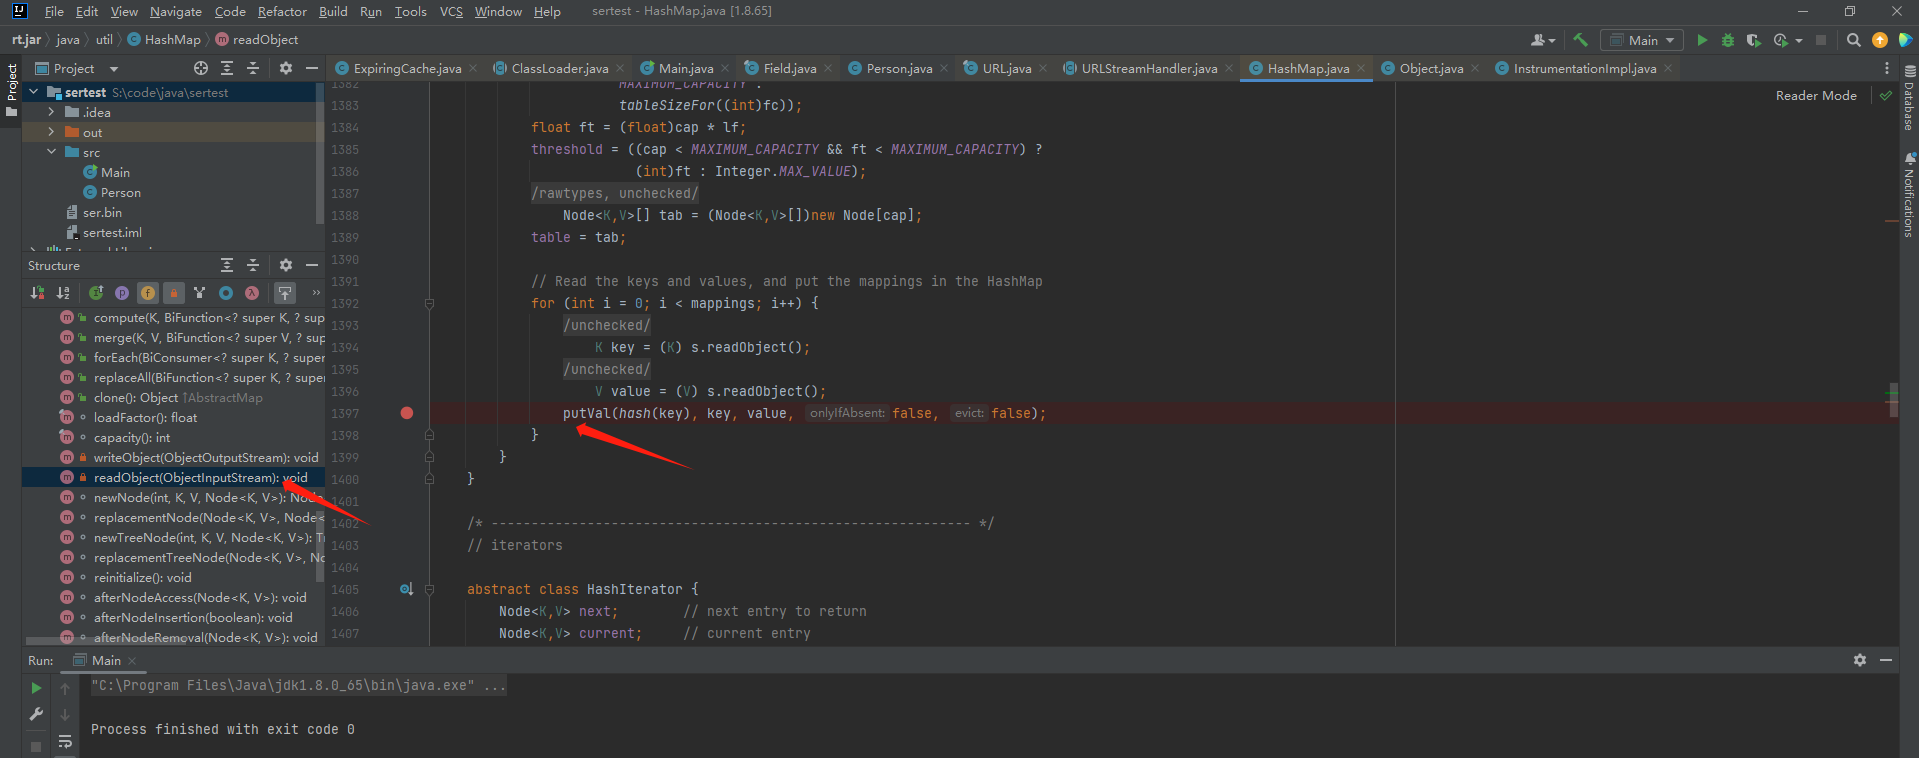 File Edit View Navigate Code Refactor Build Run Tools VCS Window Help sertest - HashMap.java [1.8.65]
rt.jar java util HashMap readObject
Main
Project
ExpiringCache.java ClassLoader.java Main.java Field.java Person.java URL.java URLStreamHandler.java HashMap.java Object.java InstrumentationImpl.java
Project
Database
Notifications
Reader Mode
sertest S:\code\java\sertest
.idea
out
src
Main
Person
ser.bin
sertest.iml
Structure
compute(K, BiFunction<? super K, ? sup
merge(K, V, BiFunction<? super V, ? su
forEach(BiConsumer<? super K, ? super
replaceAll(BiFunction<? super K, ? super
clone(): Object ↑AbstractMap
loadFactor(): float
capacity(): int
writeObject(ObjectOutputStream): void
readObject(ObjectInputStream): void
newNode(int, K, V, Node<K, V>): Node
replacementNode(Node<K, V>, Node<
newTreeNode(int, K, V, Node<K, V>): T
replacementTreeNode(Node<K, V>, No
reinitialize(): void
afterNodeAccess(Node<K, V>): void
afterNodeInsertion(boolean): void
afterNodeRemoval(Node<K, V>): void
1382 MAXIMUM_CAPACITY :
1383 tableSizeFor((int)fc));
1384 float ft = (float)cap * lf;
1385 threshold = ((cap < MAXIMUM_CAPACITY && ft < MAXIMUM_CAPACITY) ?
1386 (int)ft : Integer.MAX_VALUE);
1387 /rawtypes, unchecked/
1388 Node<K,V>[] tab = (Node<K,V>[])new Node[cap];
1389 table = tab;
1390
1391 // Read the keys and values, and put the mappings in the HashMap
1392 for (int i = 0; i < mappings; i++) {
1393 /unchecked/
1394 K key = (K) s.readObject();
1395 /unchecked/
1396 V value = (V) s.readObject();
1397 putVal(hash(key), key, value, onlyIfAbsent: false, evict: false);
1398 }
1399 }
1400 }
1401
1402 /* ------------------------------------------------------------ */
1403 // iterators
1404
1405 abstract class HashIterator {
1406 Node<K,V> next; // next entry to return
1407 Node<K,V> current; // current entry
Run: Main
"C:\Program Files\Java\jdk1.8.0_65\bin\java.exe" ...
Process finished with exit code 0